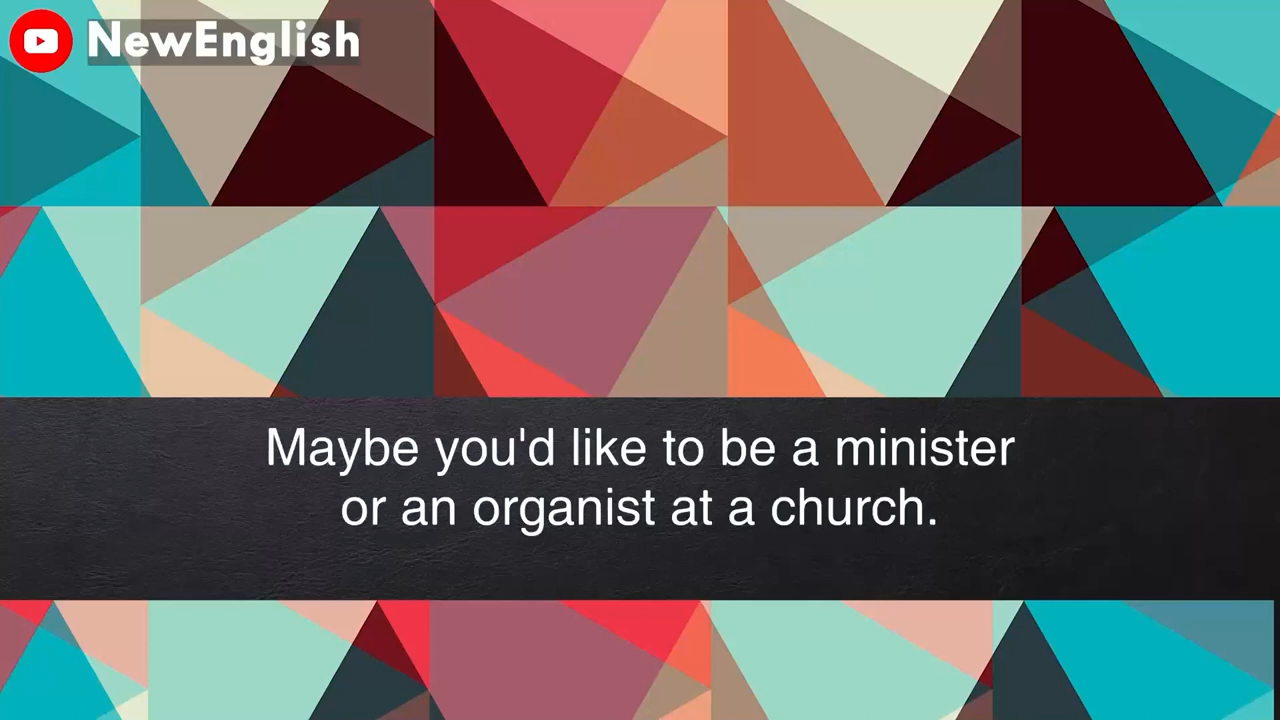 NewEnglish
Maybe you'd like to be a minister
or an organist at a church.